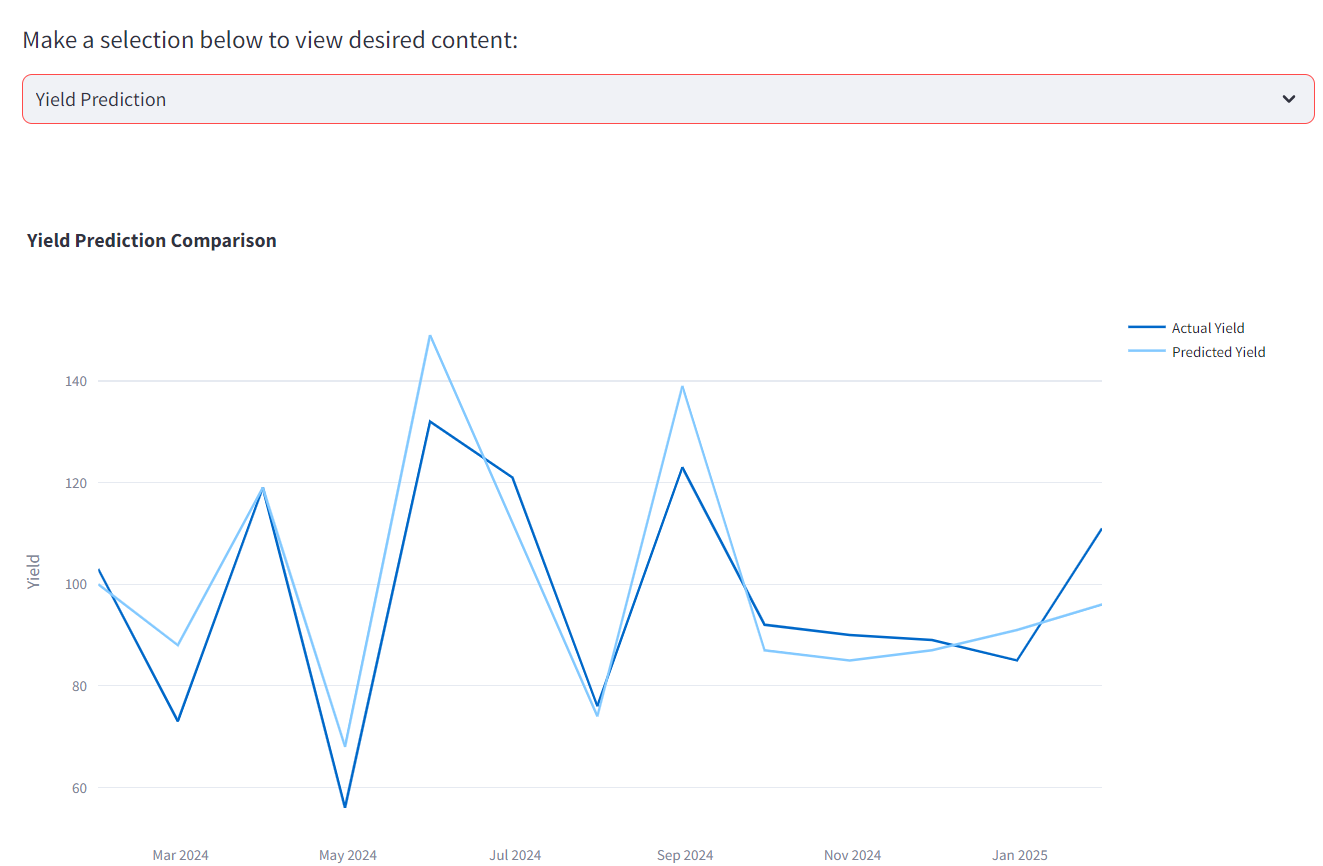 Make a selection below to view desired content:
Yield Prediction
Yield Prediction Comparison
Actual Yield
Predicted Yield
140
120
100
80
60
Yield
Mar 2024
May 2024
Jul 2024
Sep 2024
Nov 2024
Jan 2025